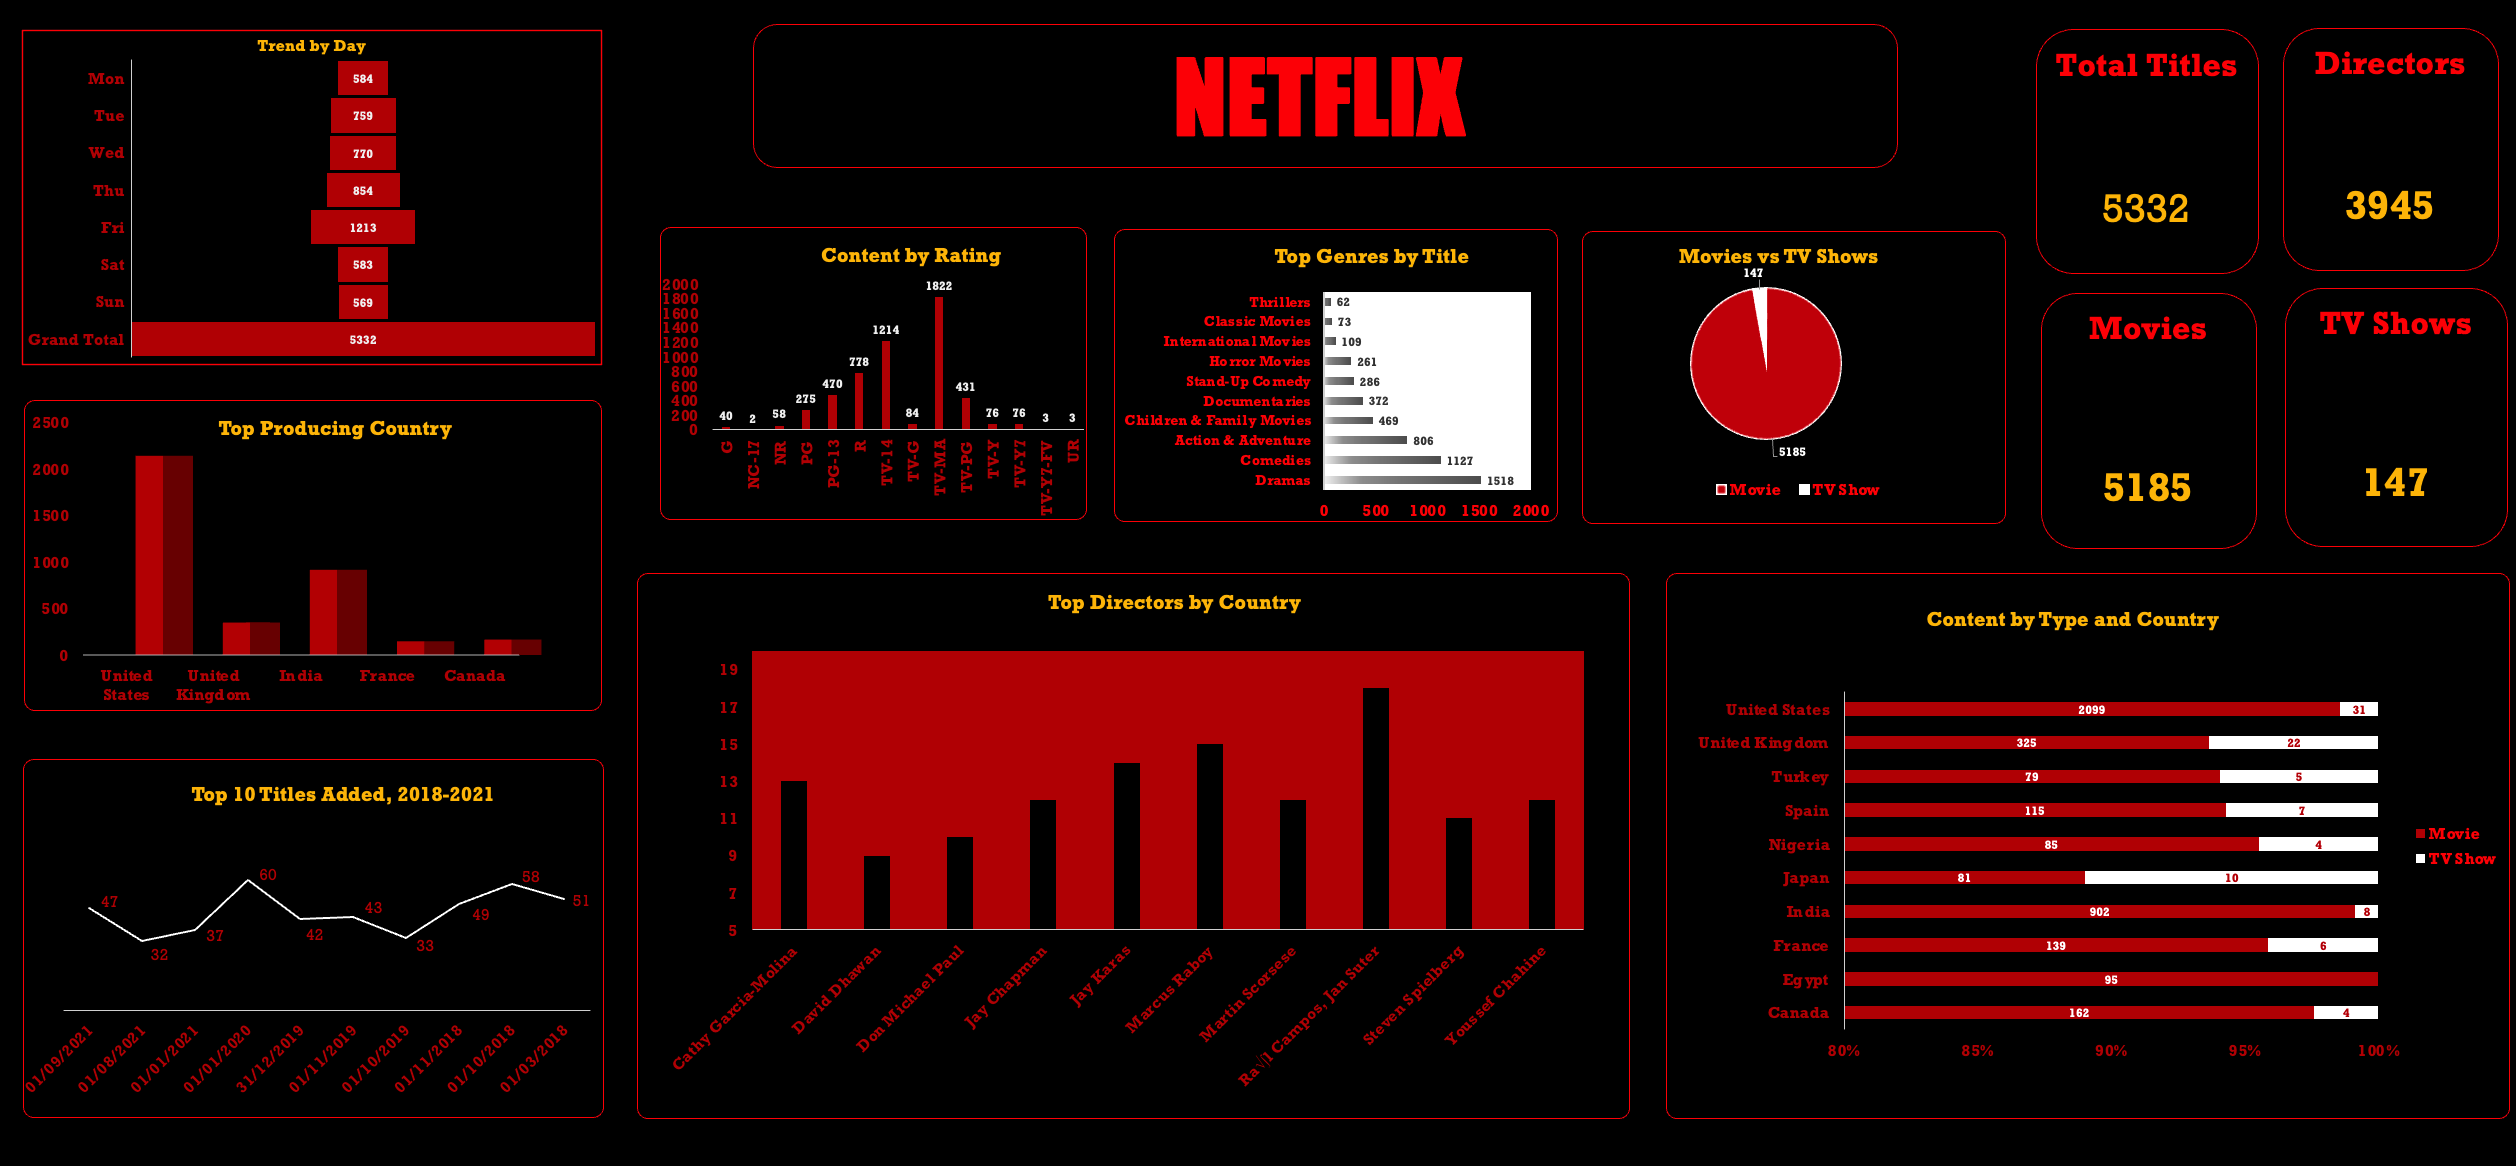 Trend by Day
Mon 584
Tue 759
Wed 770
Thu 854
Fri 1213
Sat 583
Sun 569
Grand Total 5332
NETFLIX
Total Titles
5332
Directors
3945
Movies
5185
TV Shows
147
Content by Rating
2000
1800
1600
1400
1200
1000
800
600
400
200
0
40 2 58 275 470 778 1214 84 1822 431 76 76 3 3
G NC-17 NR PG PG-13 R TV-14 TV-G TV-MA TV-PG TV-Y TV-Y7 TV-Y7-FV UR
Top Genres by Title
Thrillers 62
Classic Movies 73
International Movies 109
Horror Movies 261
Stand-Up Comedy 286
Documentaries 372
Children & Family Movies 469
Action & Adventure 806
Comedies 1127
Dramas 1518
0 500 1000 1500 2000
Movies vs TV Shows
147
5185
Movie TV Show
Top Producing Country
2500
2000
1500
1000
500
0
United States
United Kingdom
India
France
Canada
Top 10 Titles Added, 2018-2021
47 32 37 60 42 43 33 49 58 51
01/09/2021 01/08/2021 01/01/2021 01/01/2020 31/12/2019 01/11/2019 01/10/2019 01/11/2018 01/10/2018 01/03/2018
Top Directors by Country
19
17
15
13
11
9
7
5
Cathy Garcia-Molina
David Dhawan
Don Michael Paul
Jay Chapman
Jay Karas
Marcus Raboy
Martin Scorsese
Ra√∫l Campos, Jan Suter
Steven Spielberg
Youssef Chahine
Content by Type and Country
United States 2099 31
United Kingdom 325 22
Turkey 79 5
Spain 115 7
Nigeria 85 4
Japan 81 10
India 902 8
France 139 6
Egypt 95
Canada 162 4
80% 85% 90% 95% 100%
Movie
TV Show